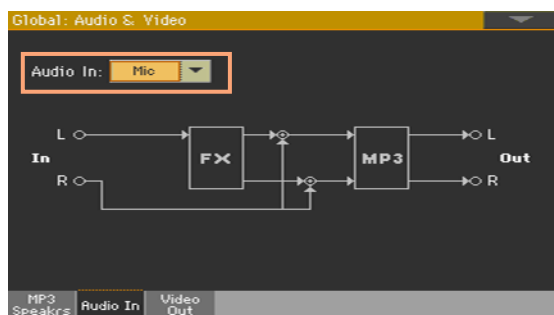 Global: Audio & Video
Audio In: Mic
L L
In FX MP3 Out
R R
MP3 Speakrs Audio In Video Out